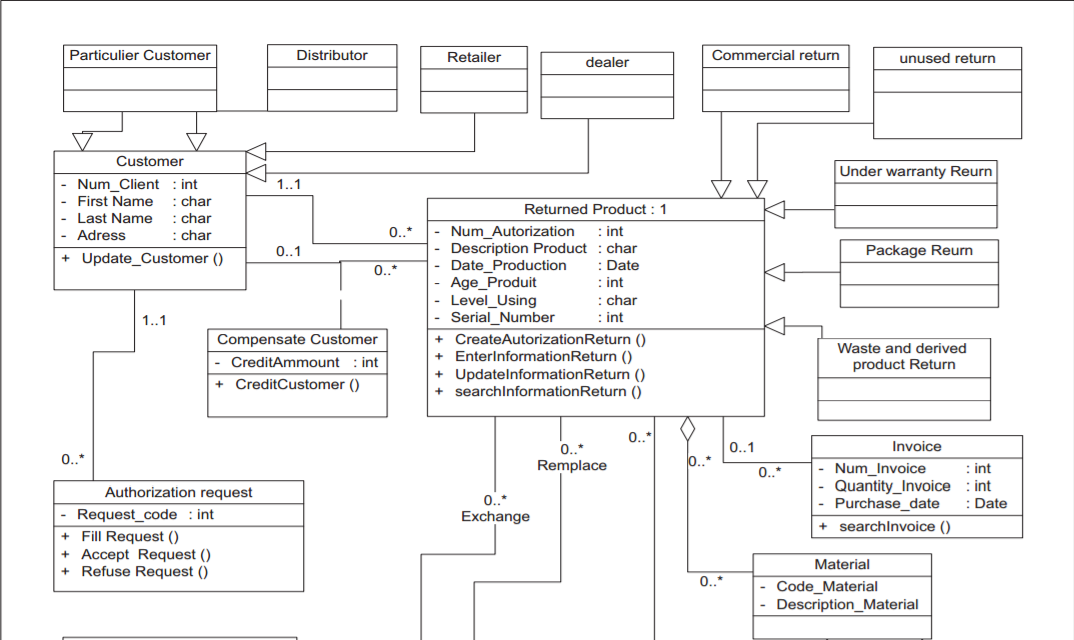 Particulier Customer
Distributor
Retailer
dealer
Commercial return
unused return
Customer
- Num_Client : int
- First Name : char
- Last Name : char
- Adress : char
+ Update_Customer ()
1..1
0..*
0..1
0..*
1..1
0..*
Returned Product : 1
- Num_Autorization : int
- Description Product : char
- Date_Production : Date
- Age_Produit : int
- Level_Using : char
- Serial_Number : int
+ CreateAutorizationReturn ()
+ EnterInformationReturn ()
+ UpdateInformationReturn ()
+ searchInformationReturn ()
Under warranty Reurn
Package Reurn
Waste and derived
product Return
Compensate Customer
- CreditAmmount : int
+ CreditCustomer ()
Authorization request
- Request_code : int
+ Fill Request ()
+ Accept Request ()
+ Refuse Request ()
0..*
Exchange
0..*
Remplace
0..*
0..*
0..1
0..*
0..*
Invoice
- Num_Invoice : int
- Quantity_Invoice : int
- Purchase_date : Date
+ searchInvoice ()
Material
- Code_Material
- Description_Material